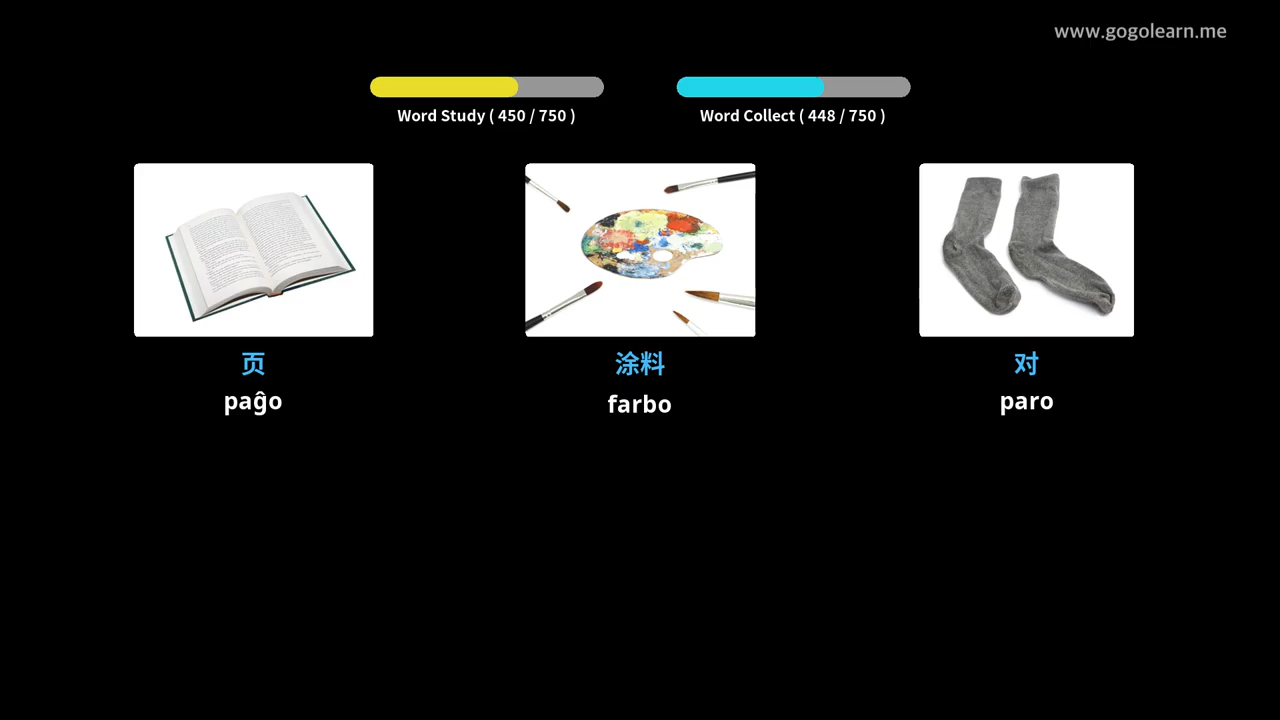 www.gogolearn.me
Word Study ( 450 / 750 )
Word Collect ( 448 / 750 )
页
paĝo
涂料
farbo
对
paro